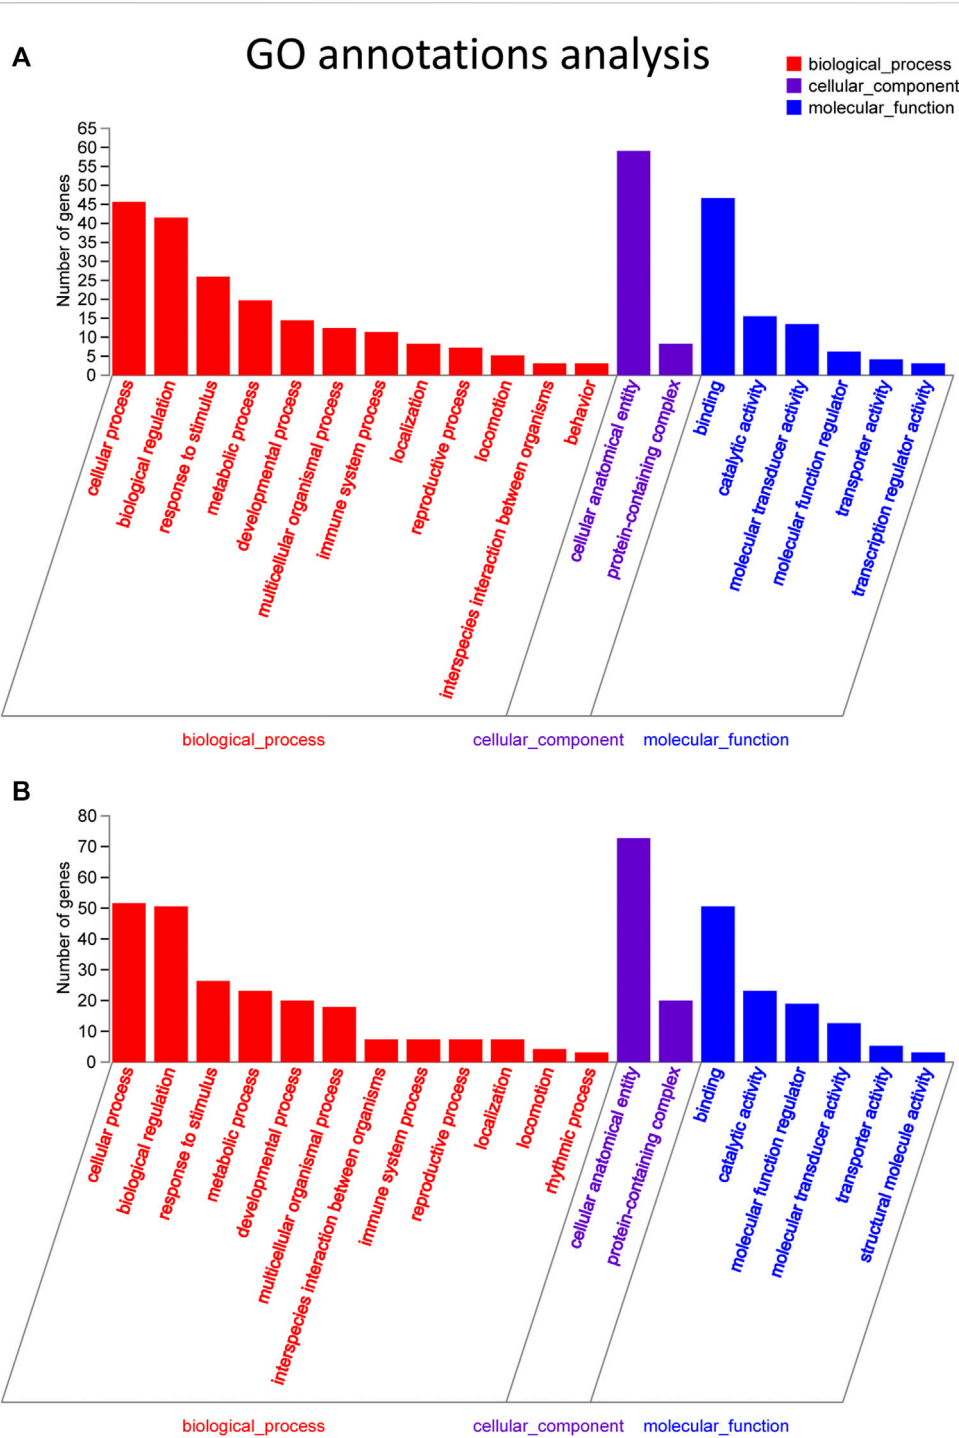 A
GO annotations analysis
biological_process
cellular_component
molecular_function
Number of genes
65
60
55
50
45
40
35
30
25
20
15
10
5
0
cellular process
biological regulation
response to stimulus
metabolic process
developmental process
multicellular organismal process
immune system process
localization
reproductive process
locomotion
interspecies interaction between organisms
behavior
cellular anatomical entity
protein-containing complex
binding
catalytic activity
molecular transducer activity
molecular function regulator
transporter activity
transcription regulator activity
biological_process
cellular_component
molecular_function
B
Number of genes
80
70
60
50
40
30
20
10
0
cellular process
biological regulation
response to stimulus
metabolic process
developmental process
multicellular organismal process
interspecies interaction between organisms
immune system process
reproductive process
localization
locomotion
rhythmic process
cellular anatomical entity
protein-containing complex
binding
catalytic activity
molecular function regulator
molecular transducer activity
transporter activity
structural molecule activity
biological_process
cellular_component
molecular_function